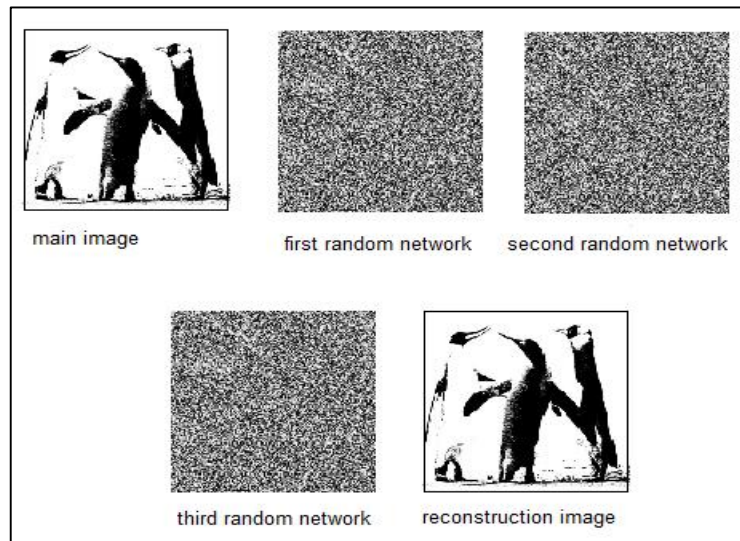 main image
first random network
second random network
third random network
reconstruction image